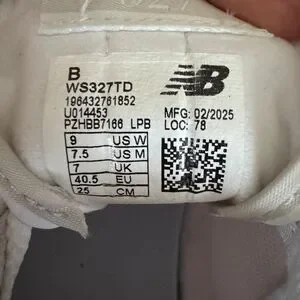 B
WS327TD
196432761852
U014453
PZHBB7166 LPB
9 US W
7.5 US M
7 UK
40.5 EU
25 CM
NB
MFG: 02/2025
LOC: 78